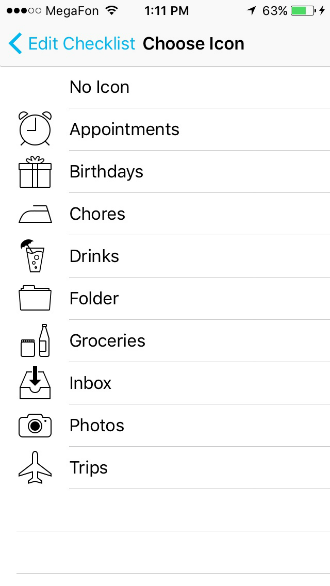 MegaFon 1:11 PM 63%
Edit Checklist Choose Icon
No Icon
Appointments
Birthdays
Chores
Drinks
Folder
Groceries
Inbox
Photos
Trips